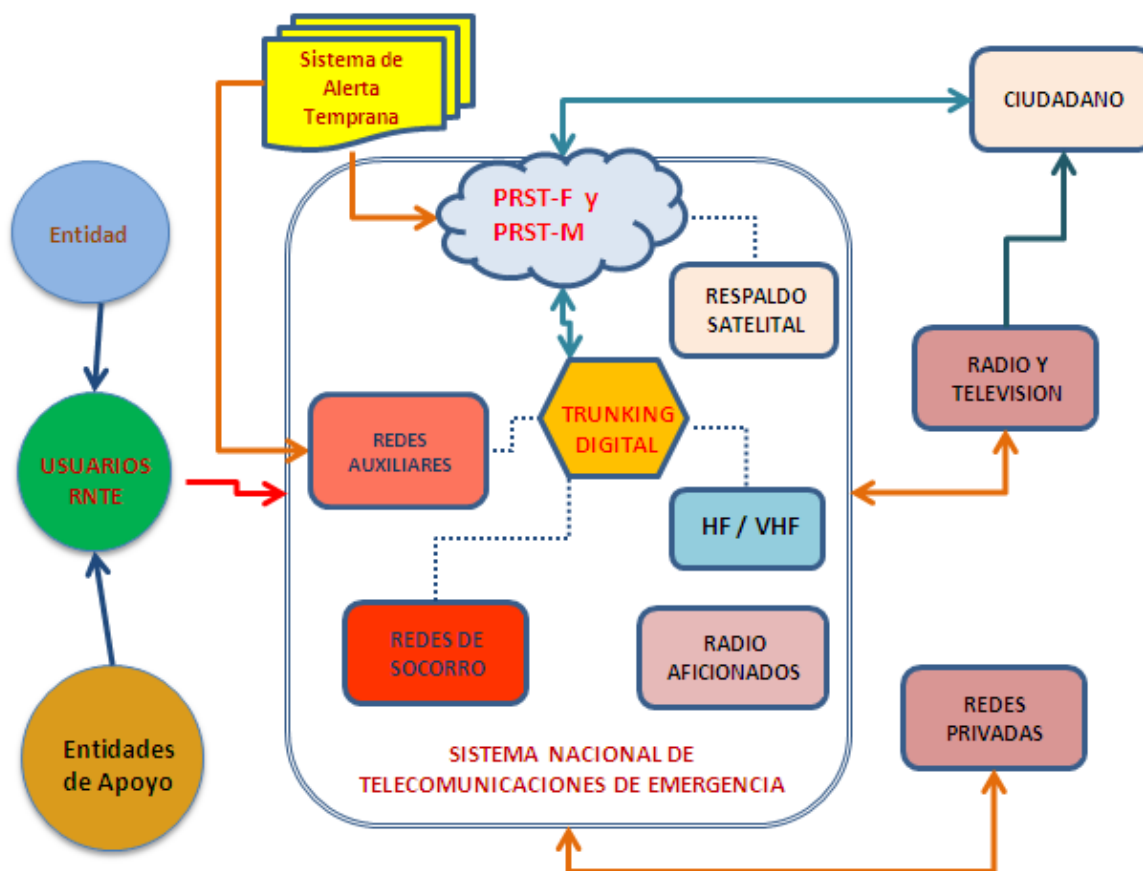 Sistema de
Alerta
Temprana
CIUDADANO
PRST-F y
PRST-M
Entidad
RESPALDO
SATELITAL
RADIO Y
TELEVISION
TRUNKING
DIGITAL
REDES
AUXILIARES
USUARIOS
RNTE
HF / VHF
REDES DE
SOCORRO
RADIO
AFICIONADOS
REDES
PRIVADAS
Entidades
de Apoyo
SISTEMA NACIONAL DE
TELECOMUNICACIONES DE EMERGENCIA